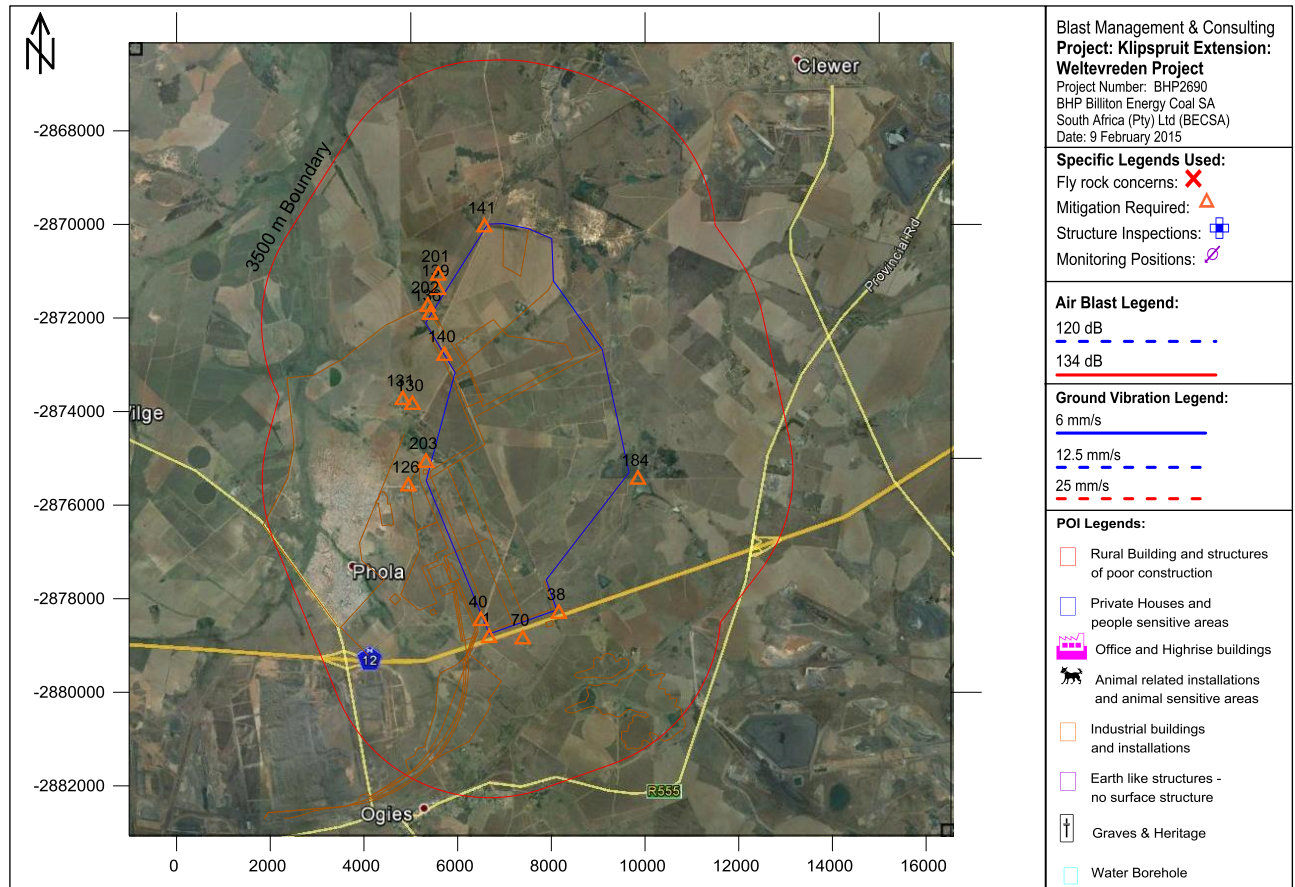 N
Clewer
-2868000
3500 m Boundary
-2870000
141
Provincial Rd
201
202
-2872000
140
131
130
-2874000
203
184
126
-2876000
Phola
-2878000
40
38
1
70
12
-2880000
-2882000
R555
Ogies
0
2000
4000
6000
8000
10000
12000
14000
16000
Blast Management & Consulting
Project: Klipspruit Extension:
Weltevreden Project
Project Number: BHP2690
BHP Billiton Energy Coal SA
South Africa (Pty) Ltd (BECSA)
Date: 9 February 2015
Specific Legends Used:
Fly rock concerns:
Mitigation Required:
Structure Inspections:
Monitoring Positions:
Air Blast Legend:
120 dB
134 dB
Ground Vibration Legend:
6 mm/s
12.5 mm/s
25 mm/s
POI Legends:
Rural Building and structures
of poor construction
Private Houses and
people sensitive areas
Office and Highrise buildings
Animal related installations
and animal sensitive areas
Industrial buildings
and installations
Earth like structures -
no surface structure
Graves & Heritage
Water Borehole